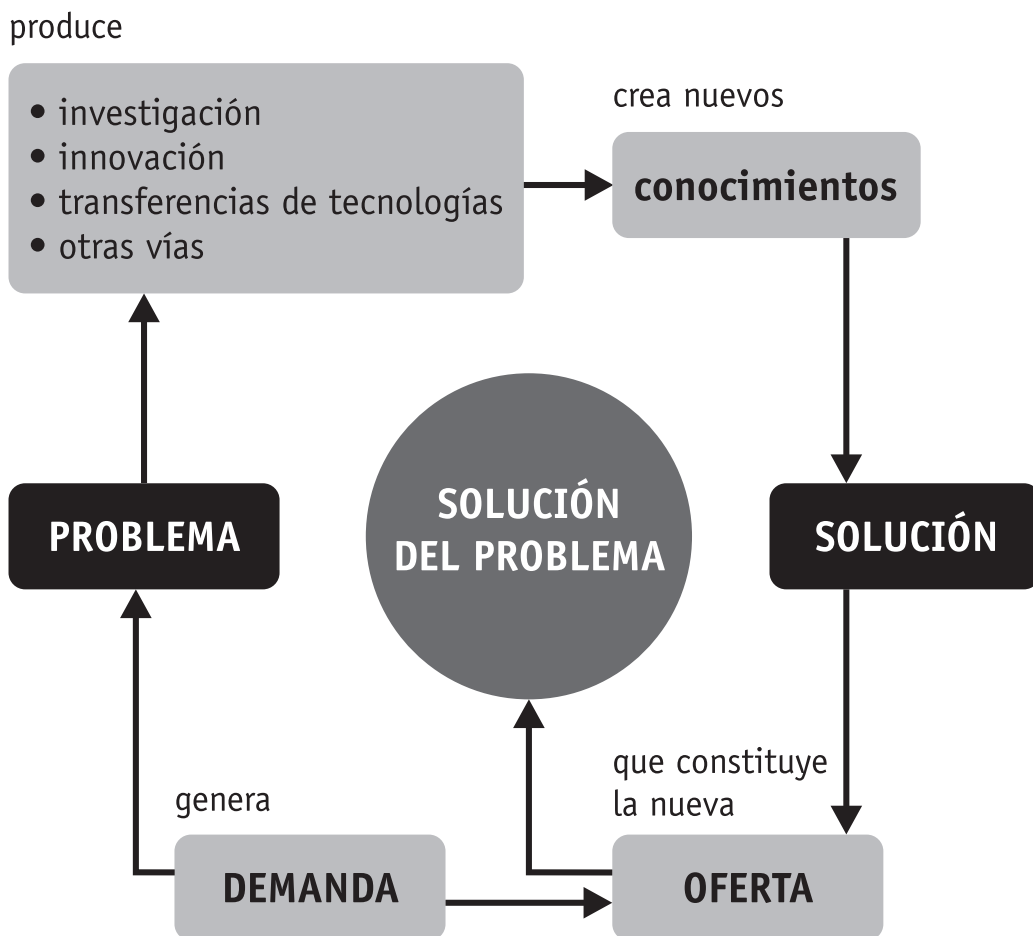 produce
• investigación
• innovación
• transferencias de tecnologías
• otras vías
crea nuevos
conocimientos
PROBLEMA
SOLUCIÓN
DEL PROBLEMA
SOLUCIÓN
genera
DEMANDA
que constituye
la nueva
OFERTA